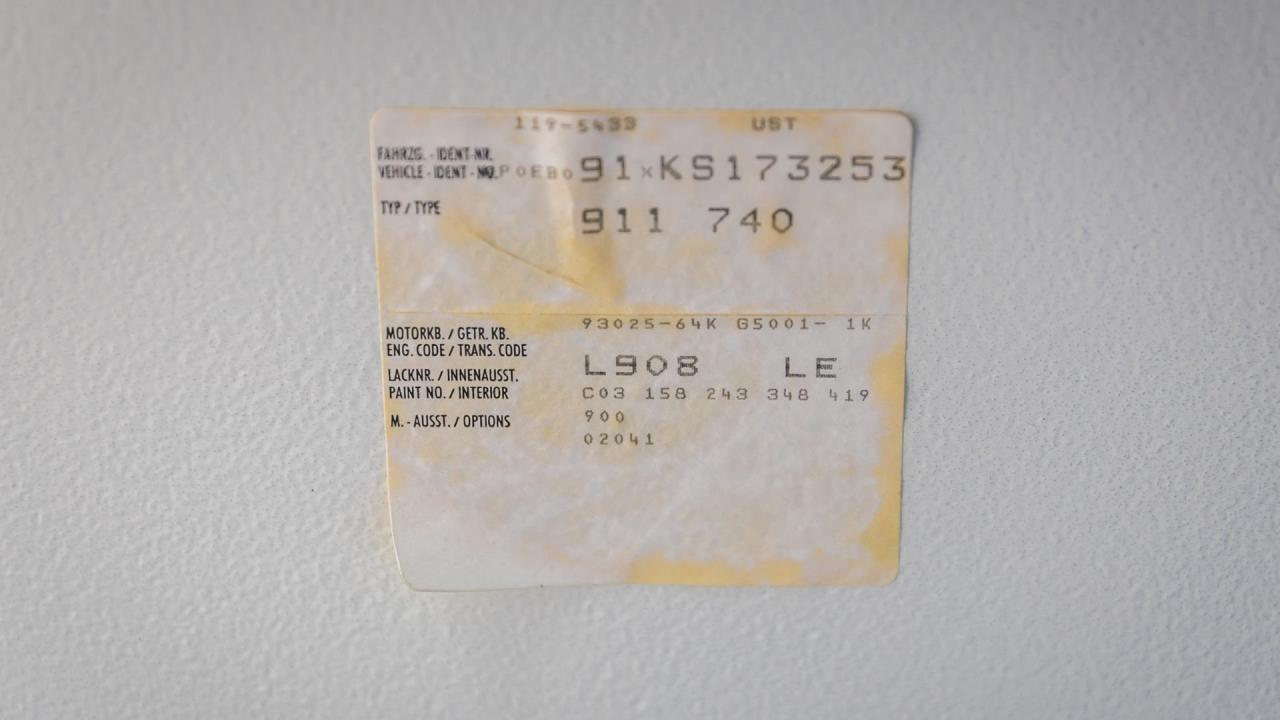 119-5433 UST
FAHRZG. - IDENT-NR.
VEHICLE - IDENT - NO. P0EB0 91×KS173253
TYP / TYPE 911 740
MOTORKB. / GETR. KB. 93025-64K G5001- 1K
ENG. CODE / TRANS. CODE
LACKNR. / INNENAUSST. L908 LE
PAINT NO. / INTERIOR C03 158 243 348 419
M. - AUSST. / OPTIONS 900
02041